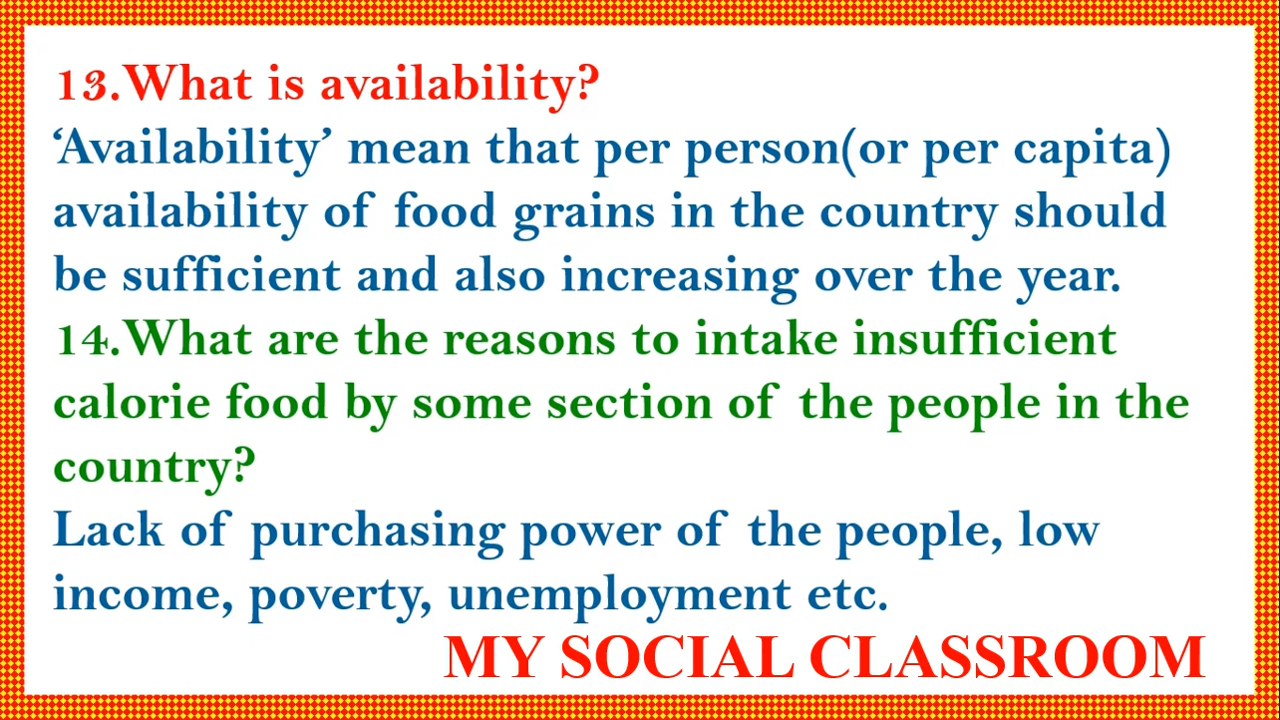 13.What is availability?
‘Availability’ mean that per person(or per capita)
availability of food grains in the country should
be sufficient and also increasing over the year.
14.What are the reasons to intake insufficient
calorie food by some section of the people in the
country?
Lack of purchasing power of the people, low
income, poverty, unemployment etc.
MY SOCIAL CLASSROOM